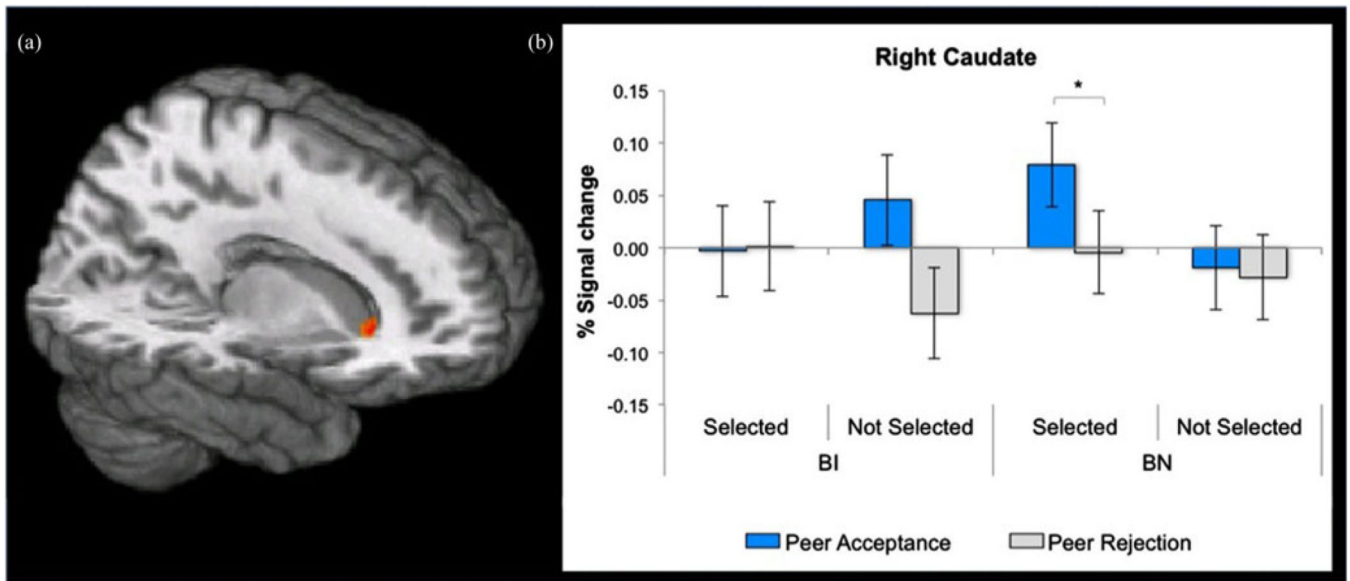 (a)
(b)
Right Caudate
*
% Signal change
0.15
0.10
0.05
0.00
-0.05
-0.10
-0.15
Selected Not Selected Selected Not Selected
BI BN
Peer Acceptance Peer Rejection